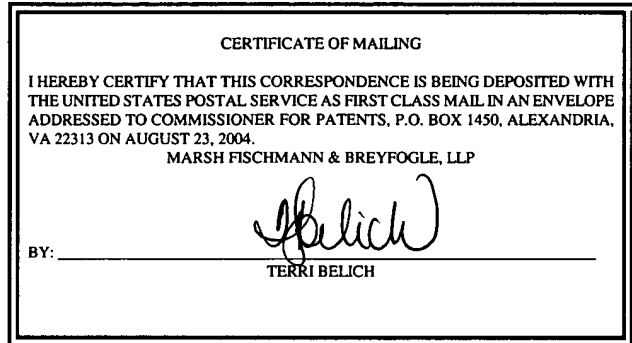 CERTIFICATE OF MAILING
I HEREBY CERTIFY THAT THIS CORRESPONDENCE IS BEING DEPOSITED WITH
THE UNITED STATES POSTAL SERVICE AS FIRST CLASS MAIL IN AN ENVELOPE
ADDRESSED TO COMMISSIONER FOR PATENTS, P.O. BOX 1450, ALEXANDRIA,
VA 22313 ON AUGUST 23, 2004.
MARSH FISCHMANN & BREYFOGLE, LLP
TBelich
BY:
TERRI BELICH